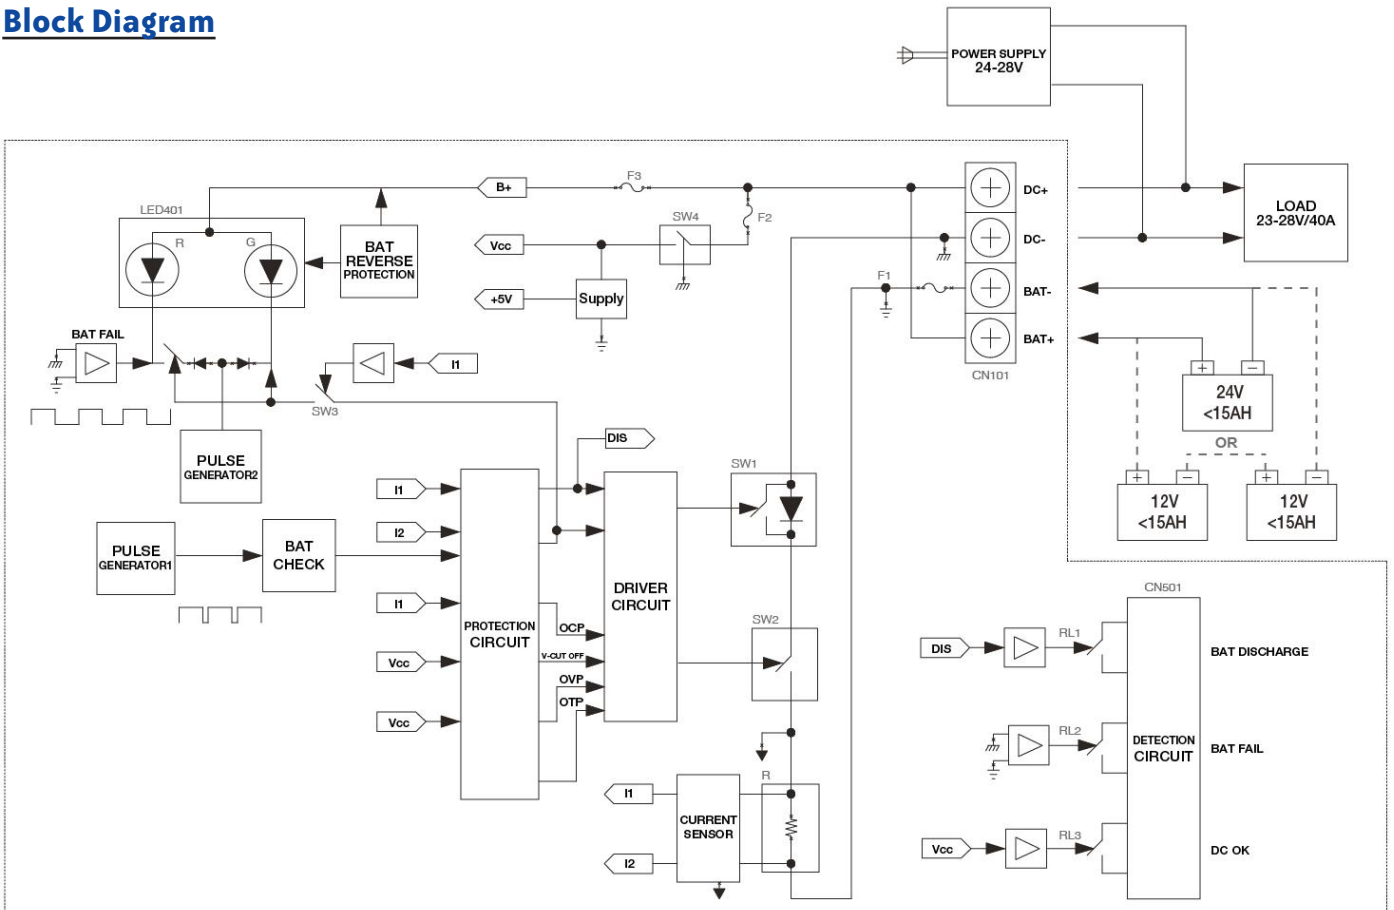 Block Diagram
POWER SUPPLY
24-28V
LOAD
23-28V/40A
DC+
DC-
BAT-
BAT+
CN101
F3
B+
F2
SW4
Vcc
+5V
Supply
F1
LED401
R
G
BAT
REVERSE
PROTECTION
BAT FAIL
I1
SW3
PULSE
GENERATOR2
24V
<15AH
OR
12V
<15AH
12V
<15AH
+
−
+
−
+
−
DIS
SW1
I1
I2
PULSE
GENERATOR1
BAT
CHECK
I1
Vcc
Vcc
PROTECTION
CIRCUIT
OCP
V-CUT OFF
OVP
OTP
DRIVER
CIRCUIT
SW2
R
I1
I2
CURRENT
SENSOR
CN501
DIS
RL1
BAT DISCHARGE
RL2
BAT FAIL
DETECTION
CIRCUIT
Vcc
RL3
DC OK